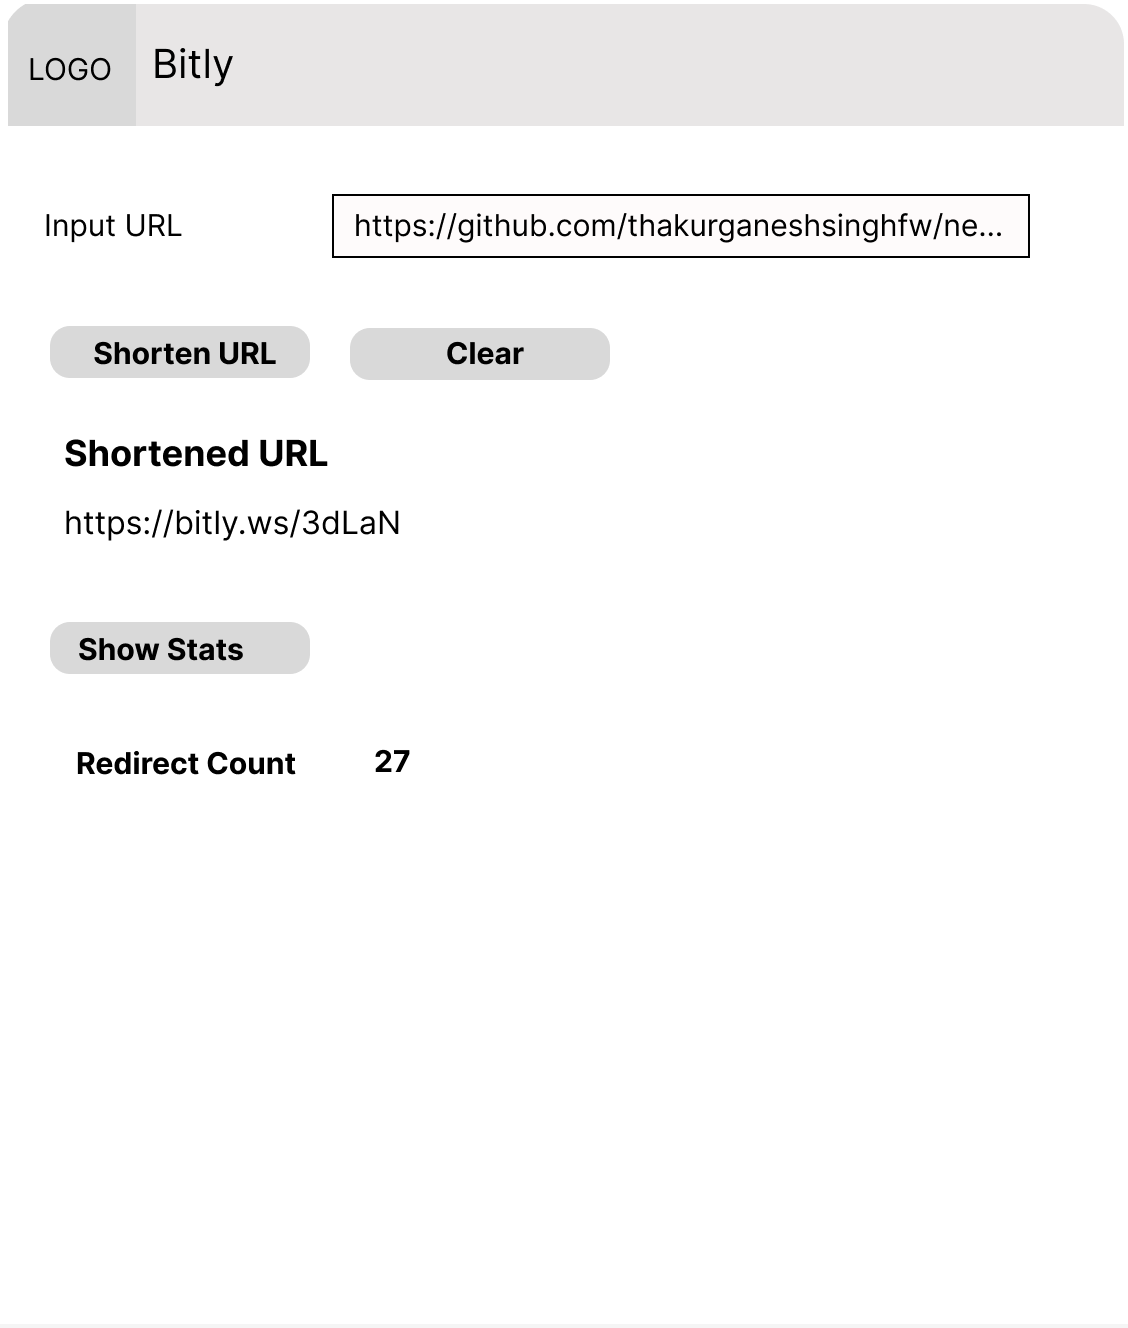 LOGO Bitly
Input URL https://github.com/thakurganeshsinghfw/ne...
Shorten URL Clear
Shortened URL
https://bitly.ws/3dLaN
Show Stats
Redirect Count 27